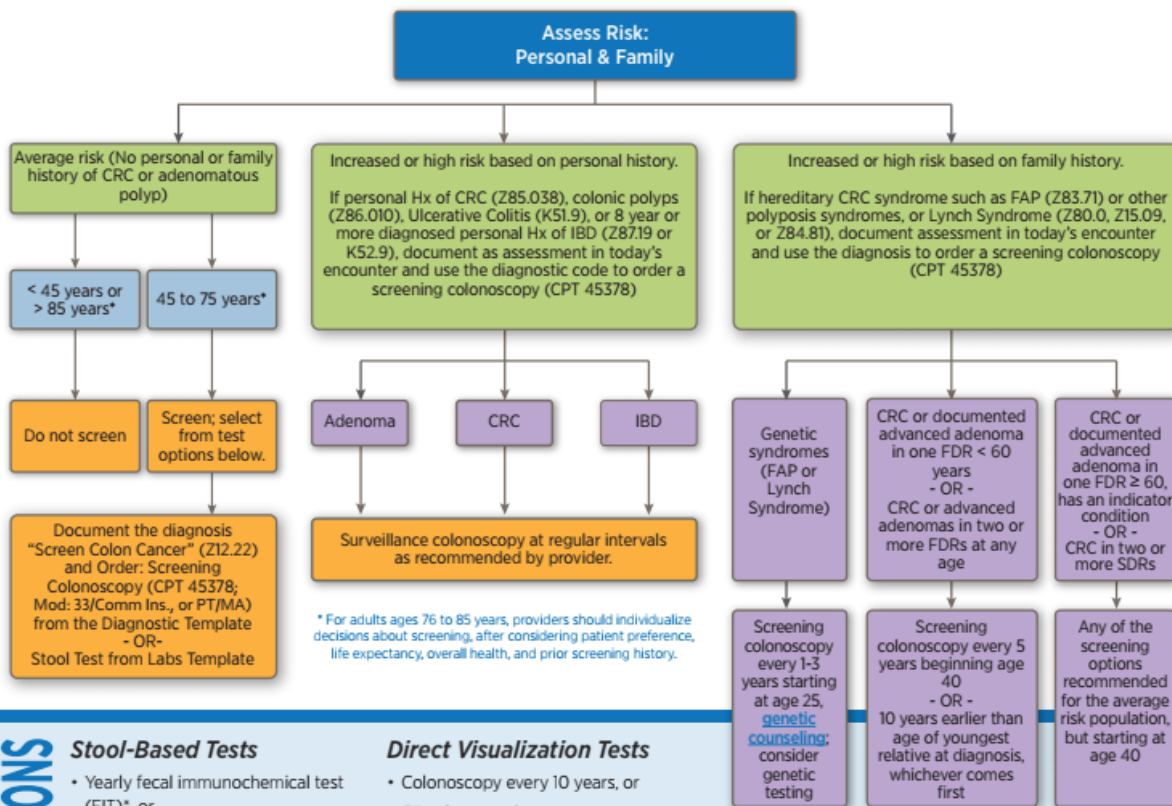 Assess Risk:
Personal & Family
Average risk (No personal or family
history of CRC or adenomatous
polyp)
< 45 years or
> 85 years*
45 to 75 years*
Do not screen
Screen; select
from test
options below.
Document the diagnosis
"Screen Colon Cancer" (Z12.22)
and Order: Screening
Colonoscopy (CPT 45378;
Mod: 33/Comm Ins., or PT/MA)
from the Diagnostic Template
- OR-
Stool Test from Labs Template
Increased or high risk based on personal history.
If personal Hx of CRC (Z85.038), colonic polyps
(Z86.010), Ulcerative Colitis (K51.9), or 8 year or
more diagnosed personal Hx of IBD (Z87.19 or
K52.9), document as assessment in today's
encounter and use the diagnostic code to order a
screening colonoscopy (CPT 45378)
Adenoma
CRC
IBD
Surveillance colonoscopy at regular intervals
as recommended by provider.
* For adults ages 76 to 85 years, providers should individualize
decisions about screening, after considering patient preference,
life expectancy, overall health, and prior screening history.
Increased or high risk based on family history.
If hereditary CRC syndrome such as FAP (Z83.71) or other
polyposis syndromes, or Lynch Syndrome (Z80.0, Z15.09,
or Z84.81), document assessment in today's encounter
and use the diagnosis to order a screening colonoscopy
(CPT 45378)
Genetic
syndromes
(FAP or
Lynch
Syndrome)
CRC or documented
advanced adenoma
in one FDR < 60
years
- OR -
CRC or advanced
adenomas in two or
more FDRs at any
age
CRC or
documented
advanced
adenoma in
one FDR ≥ 60,
has an indicator
condition
- OR -
CRC in two or
more SDRs
Screening
colonoscopy
every 1-3
years starting
at age 25,
genetic
counseling;
consider
genetic
testing
Screening
colonoscopy every 5
years beginning age
40
- OR -
10 years earlier than
age of youngest
relative at diagnosis,
whichever comes
first
Any of the
screening
options
recommended
for the average
risk population,
but starting at
age 40
Stool-Based Tests
• Yearly fecal immunochemical test
(FIT)*, or
Direct Visualization Tests
• Colonoscopy every 10 years, or